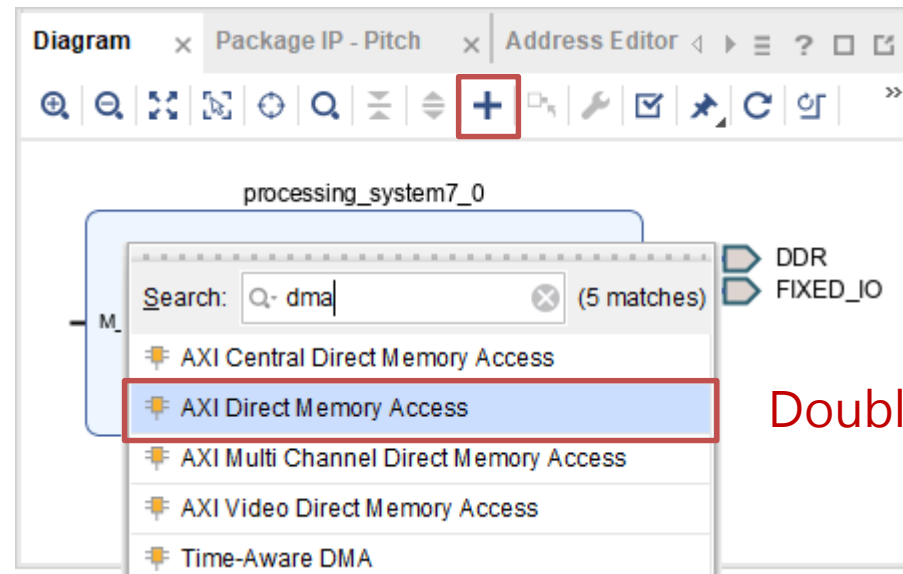 Diagram Package IP - Pitch Address Editor
processing_system7_0
DDR
FIXED_IO
Search: dma (5 matches)
M_
AXI Central Direct Memory Access
AXI Direct Memory Access
Doubl
AXI Multi Channel Direct Memory Access
AXI Video Direct Memory Access
Time-Aware DMA